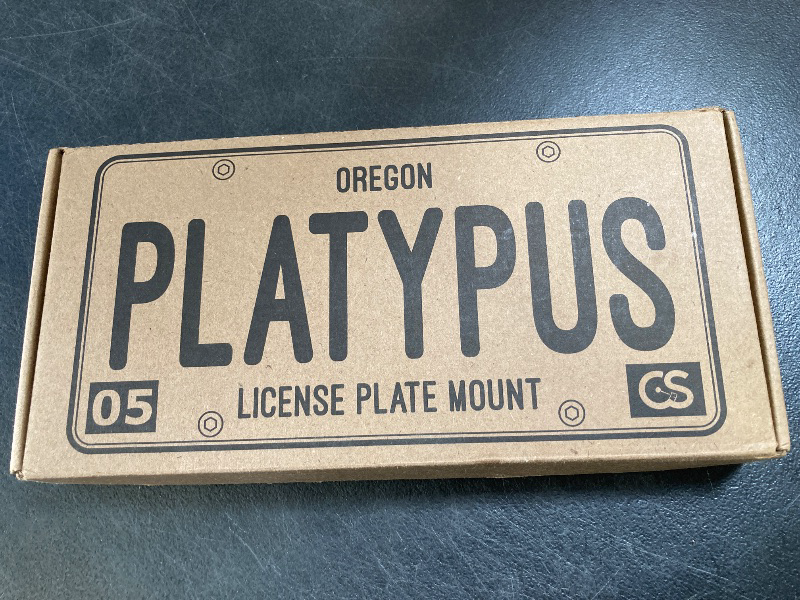 OREGON
PLATYPUS
05
LICENSE PLATE MOUNT
CS